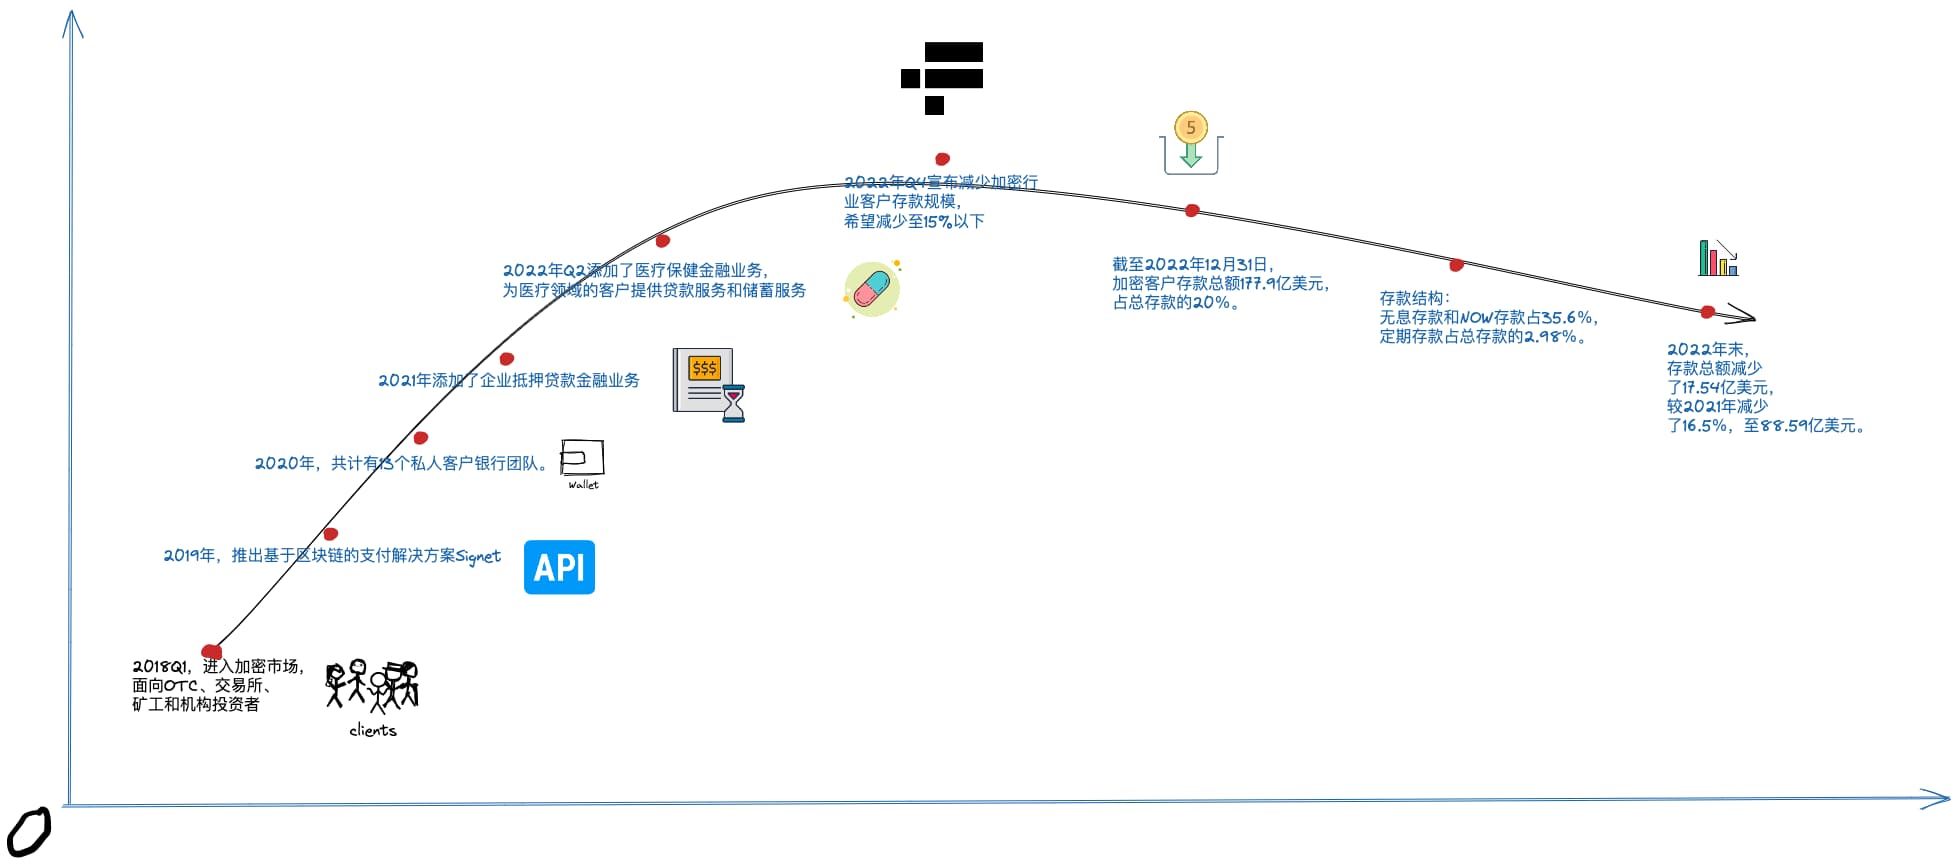 5
2022年Q4宣布减少加密行
业客户存款规模，
希望减少至15%以下
2022年Q2添加了医疗保健金融业务，
为医疗领域的客户提供贷款服务和储蓄服务
截至2022年12月31日，
加密客户存款总额177.9亿美元，
占总存款的20%。
存款结构：
无息存款和NOW存款占35.6%，
定期存款占总存款的2.98%。
2022年末，
存款总额减少
了17.54亿美元，
较2021年减少
了16.5%，至88.59亿美元。
$$$
2021年添加了企业抵押贷款金融业务
2020年，共计有13个私人客户银行团队。
Wallet
2019年，推出基于区块链的支付解决方案Signet
API
2018Q1，进入加密市场，
面向OTC、交易所、
矿工和机构投资者
clients
0